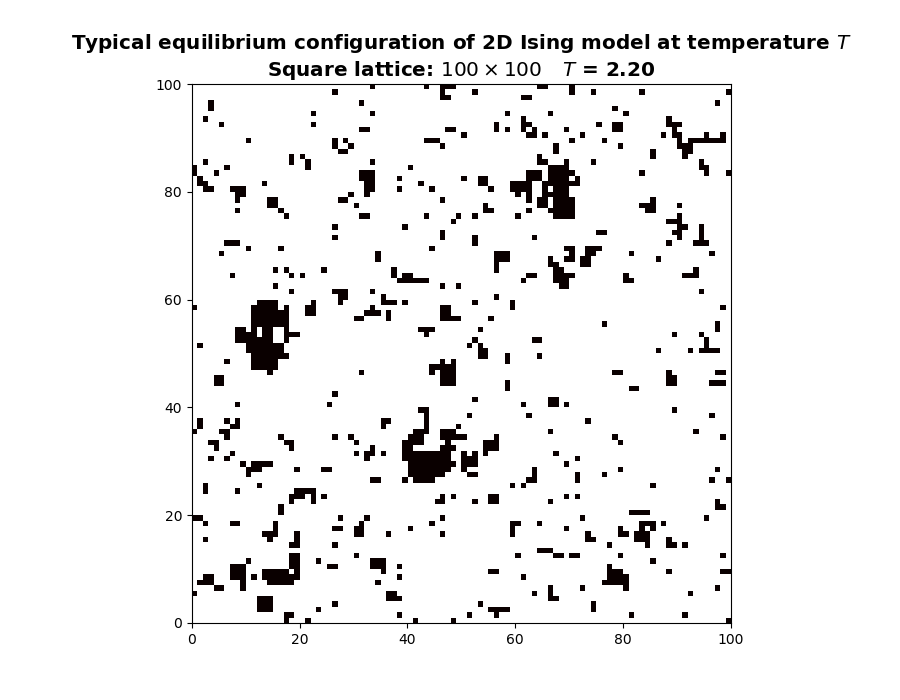 Typical equilibrium configuration of 2D Ising model at temperature T
Square lattice: 100 × 100 T = 2.20
100
80
60
40
20
0
0 20 40 60 80 100